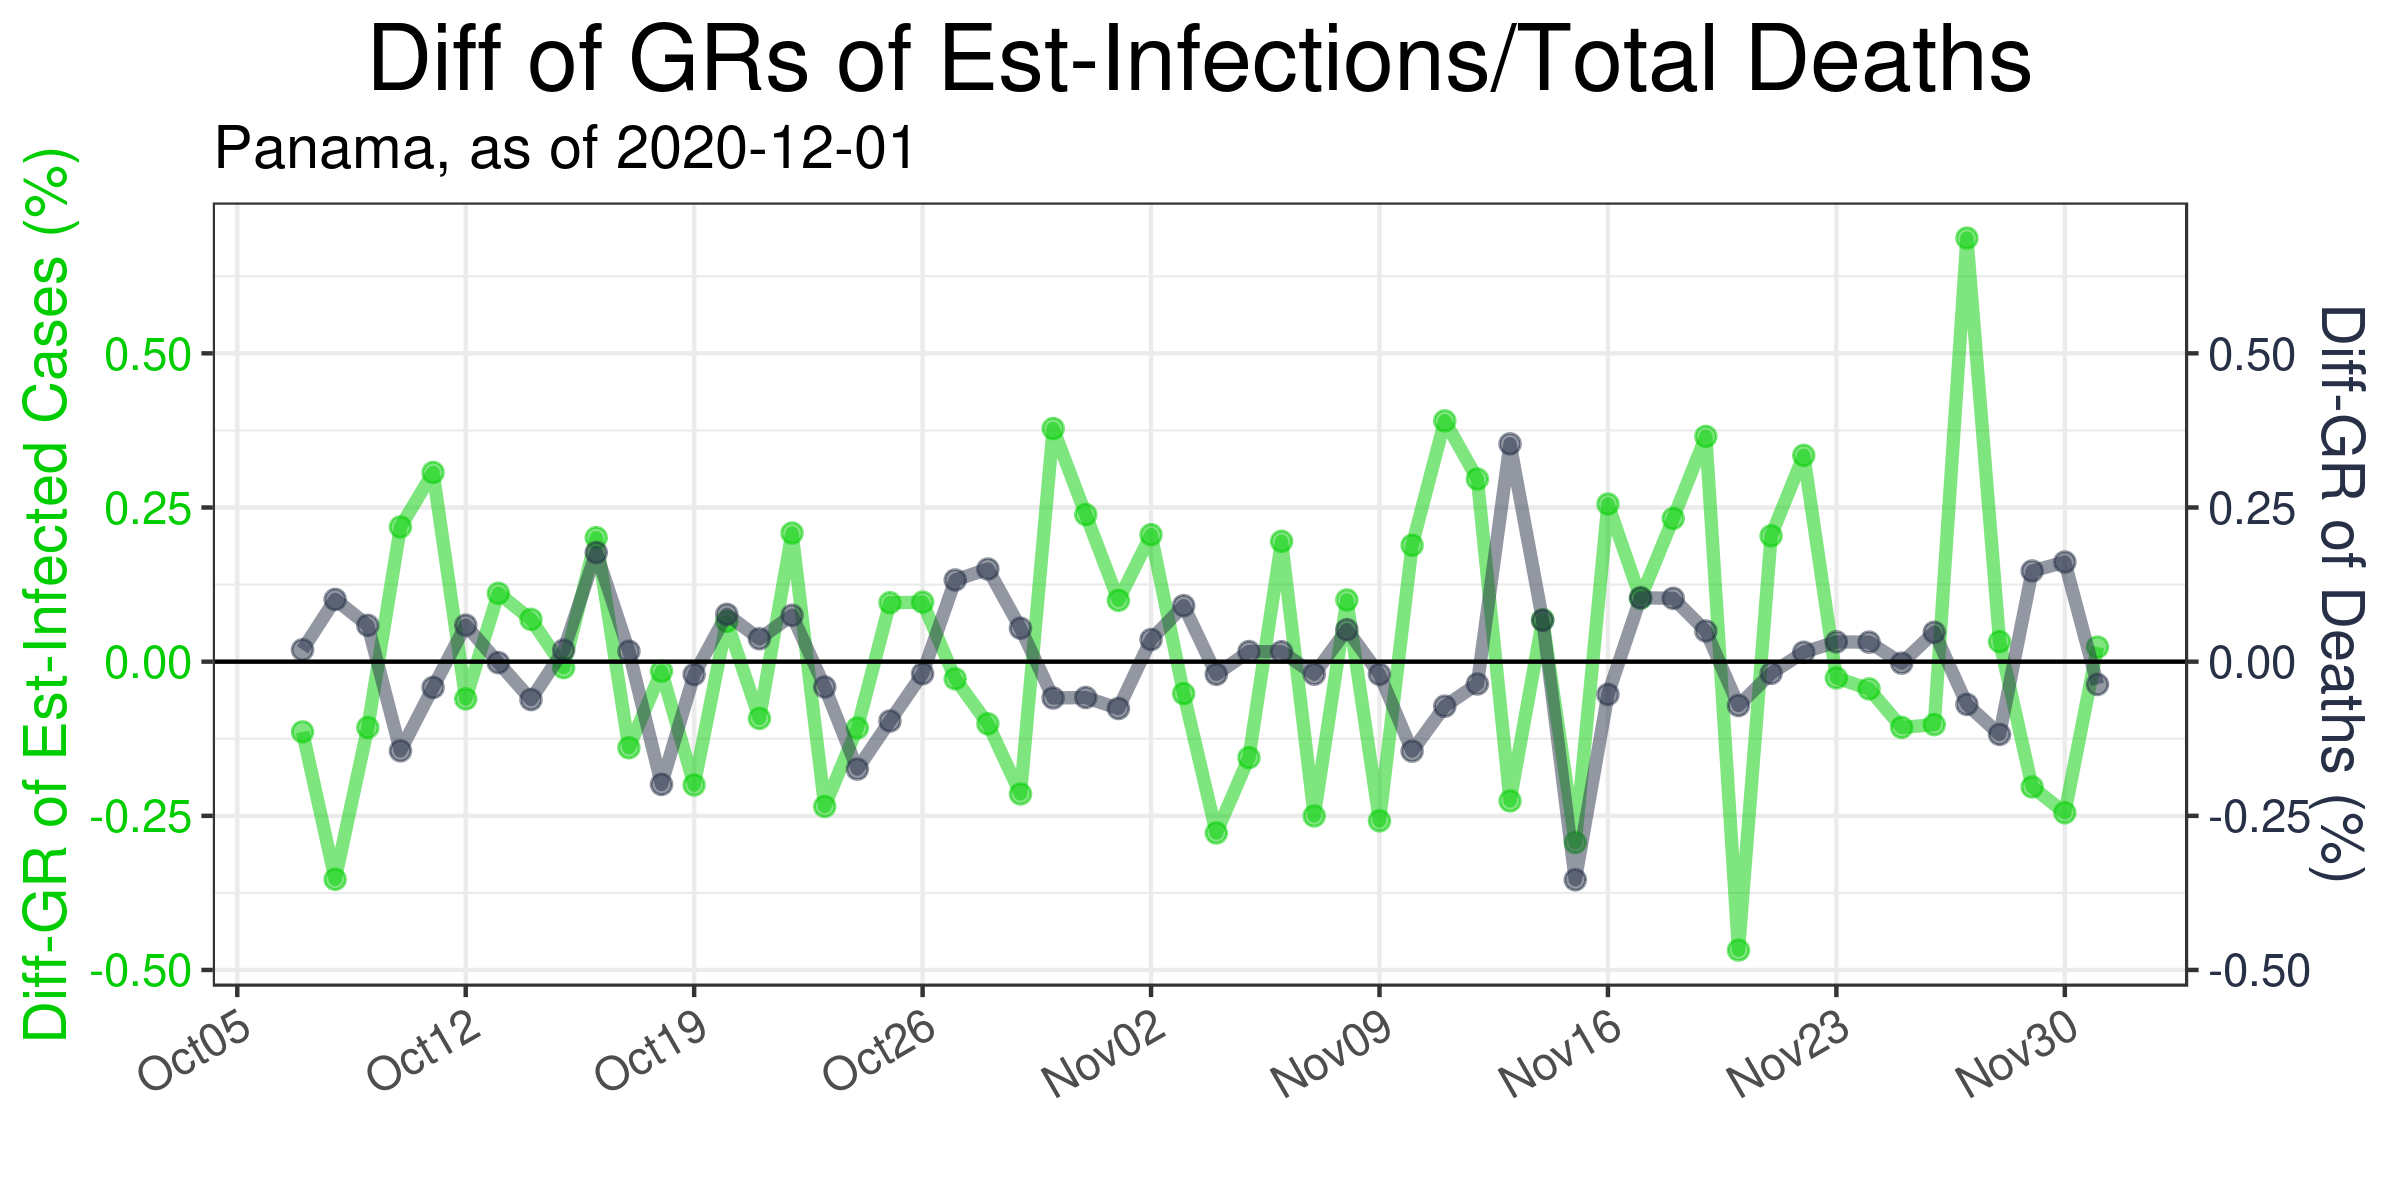 Diff of GRs of Est-Infections/Total Deaths
Panama, as of 2020-12-01
Diff-GR of Est-Infected Cases (%)
0.50
0.25
0.00
-0.25
-0.50
0.50
0.25
0.00
-0.25
-0.50
Diff-GR of Deaths (%)
Oct05
Oct12
Oct19
Oct26
Nov02
Nov09
Nov16
Nov23
Nov30